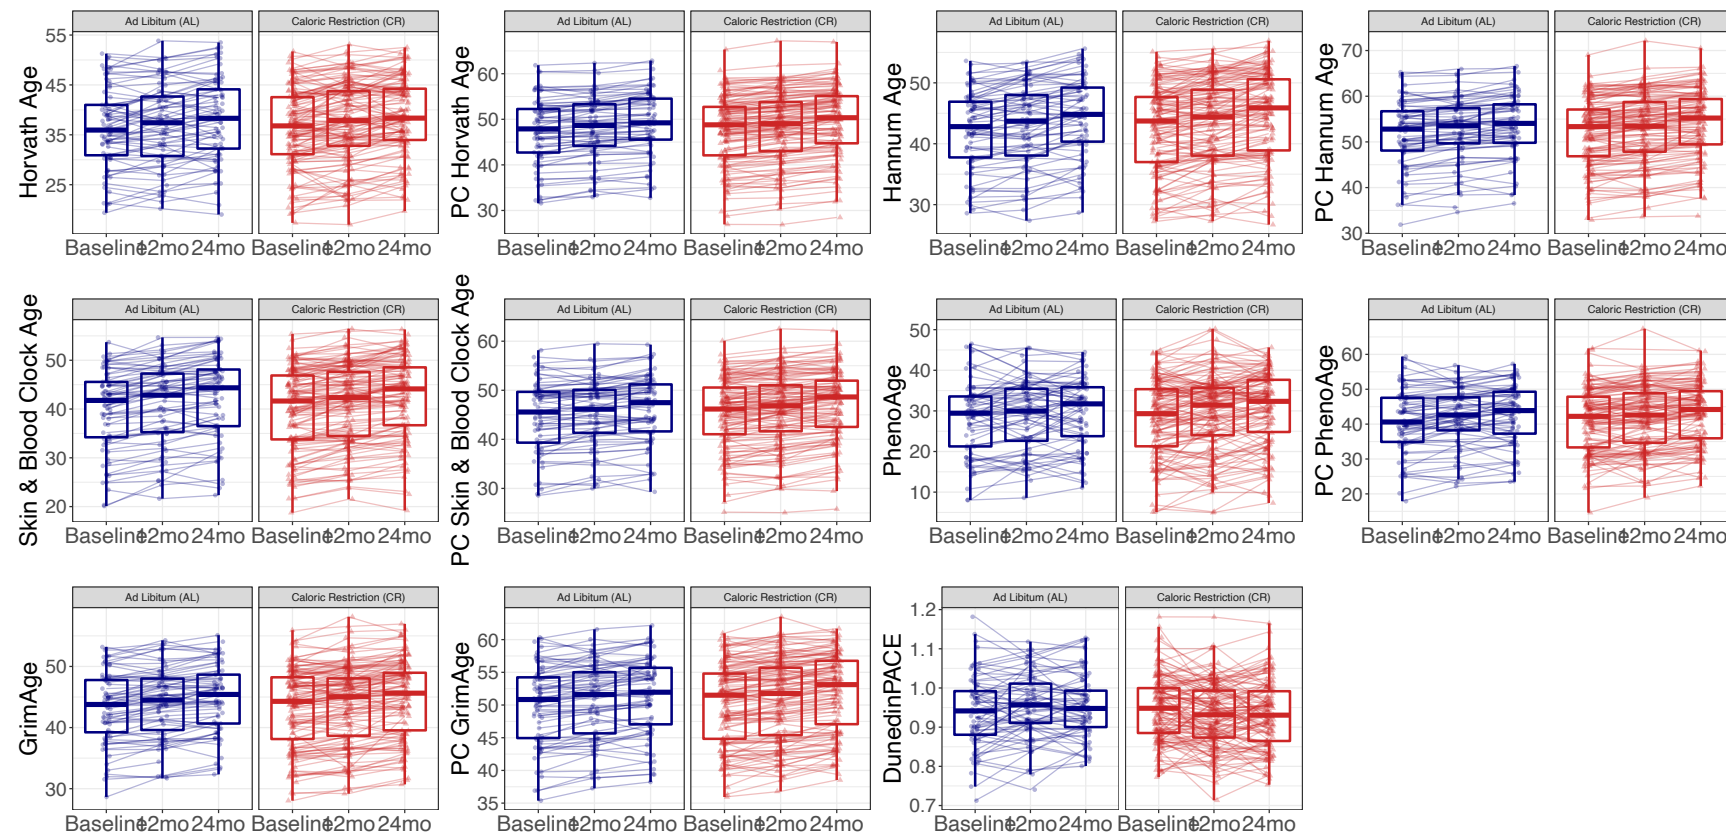 Ad Libitum (AL) Caloric Restriction (CR) Ad Libitum (AL) Caloric Restriction (CR) Ad Libitum (AL) Caloric Restriction (CR) Ad Libitum (AL) Caloric Restriction (CR)
Horvath Age
55
45
35
25
PC Horvath Age
60
50
40
30
Hannum Age
50
40
30
PC Hannum Age
70
60
50
40
30
Baseline 12mo 24mo Baseline 12mo 24mo Baseline 12mo 24mo Baseline 12mo 24mo Baseline 12mo 24mo Baseline 12mo 24mo Baseline 12mo 24mo Baseline 12mo 24mo
Ad Libitum (AL) Caloric Restriction (CR) Ad Libitum (AL) Caloric Restriction (CR) Ad Libitum (AL) Caloric Restriction (CR) Ad Libitum (AL) Caloric Restriction (CR)
Skin & Blood Clock Age
50
40
30
20
PC Skin & Blood Clock Age
60
50
40
30
PhenoAge
50
40
30
20
10
PC PhenoAge
60
50
40
30
20
Baseline 12mo 24mo Baseline 12mo 24mo Baseline 12mo 24mo Baseline 12mo 24mo Baseline 12mo 24mo Baseline 12mo 24mo Baseline 12mo 24mo Baseline 12mo 24mo
Ad Libitum (AL) Caloric Restriction (CR) Ad Libitum (AL) Caloric Restriction (CR) Ad Libitum (AL) Caloric Restriction (CR)
GrimAge
50
40
30
PC GrimAge
60
55
50
45
40
35
DunedinPACE
1.2
1.1
1.0
0.9
0.8
0.7
Baseline 12mo 24mo Baseline 12mo 24mo Baseline 12mo 24mo Baseline 12mo 24mo Baseline 12mo 24mo Baseline 12mo 24mo